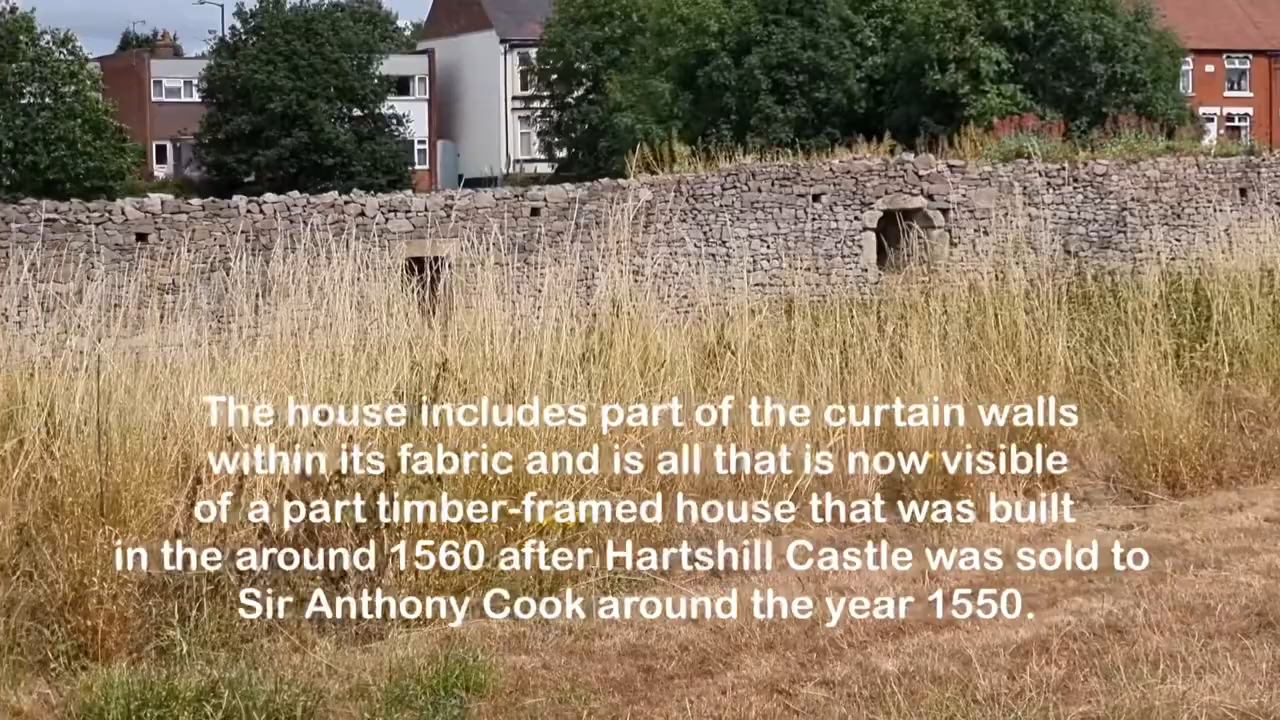 The house includes part of the curtain walls
within its fabric and is all that is now visible
of a part timber-framed house that was built
in the around 1560 after Hartshill Castle was sold to
Sir Anthony Cook around the year 1550.